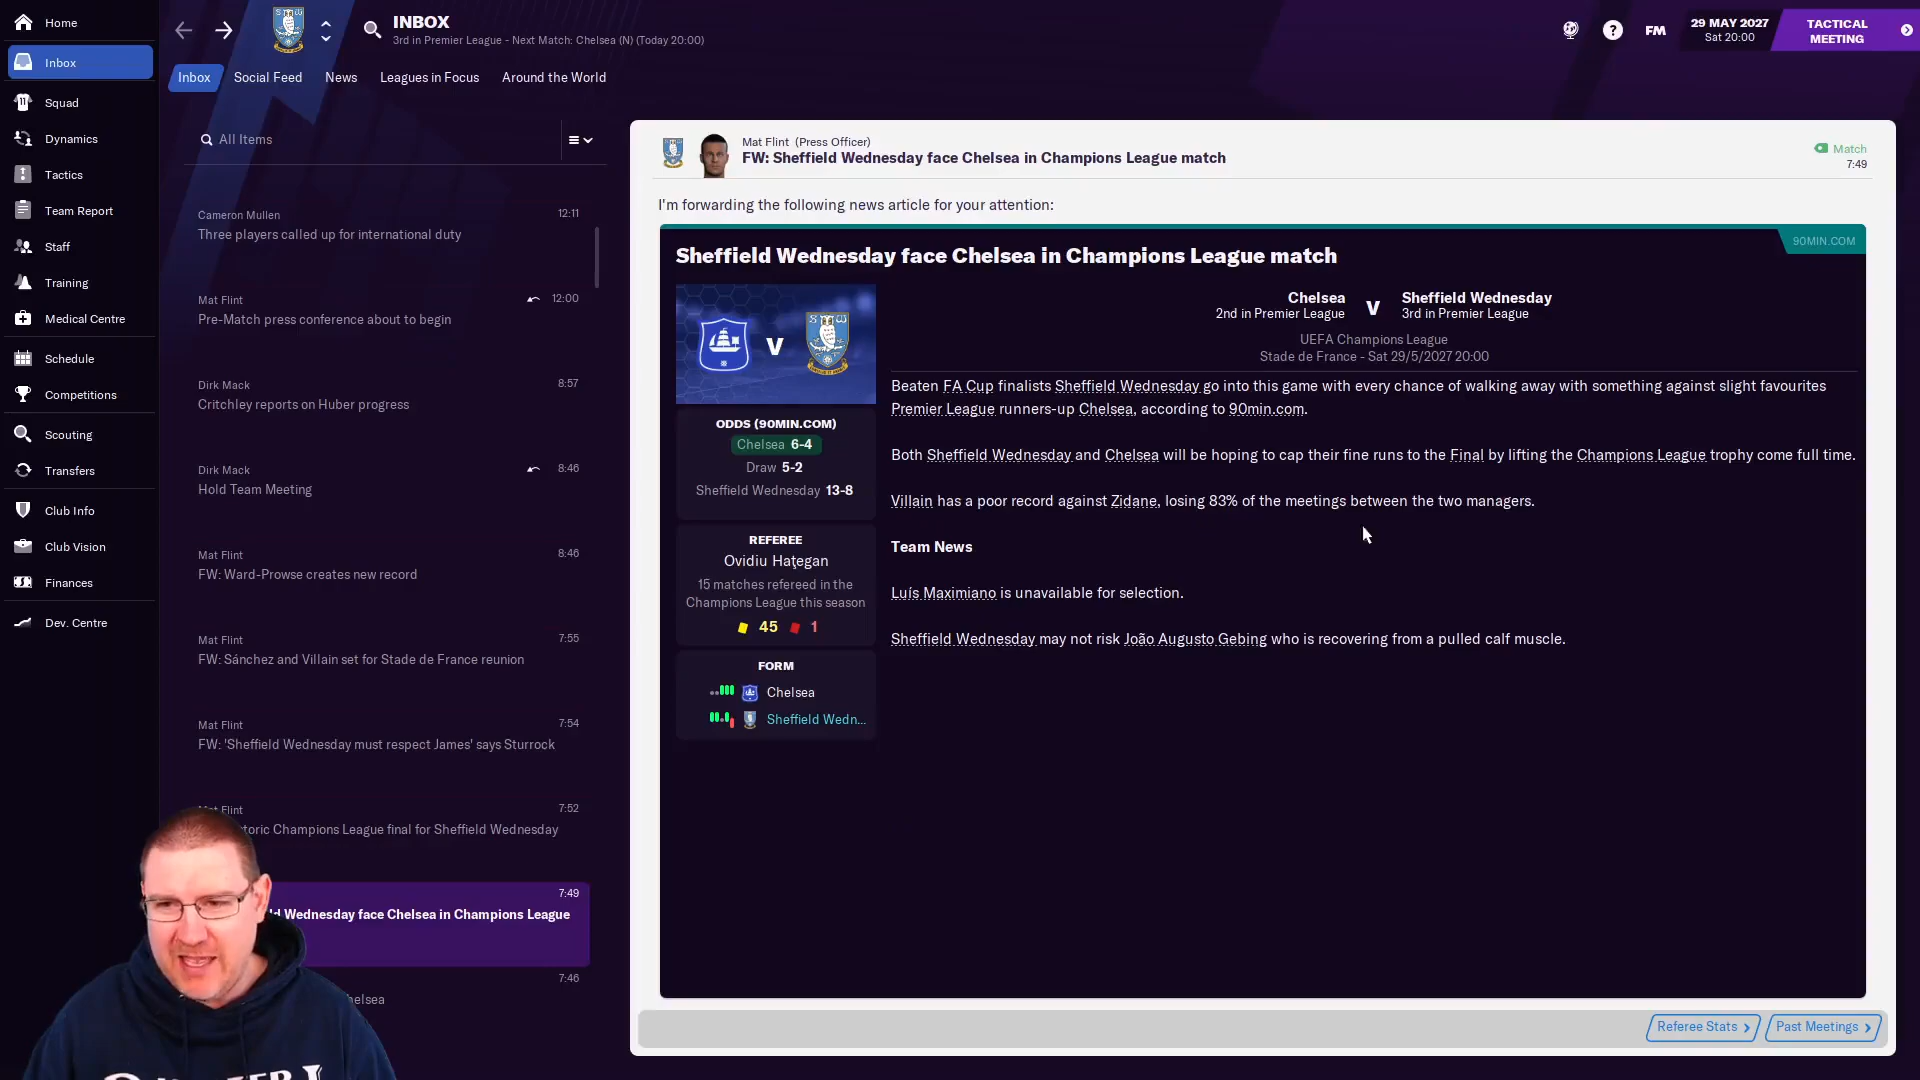 Home
Inbox
Squad
Dynamics
Tactics
Team Report
Staff
Training
Medical Centre
Schedule
Competitions
Scouting
Transfers
Club Info
Club Vision
Finances
Dev. Centre
INBOX
3rd in Premier League - Next Match: Chelsea (N) (Today 20:00)
FM
29 MAY 2027
Sat 20:00
TACTICAL
MEETING
Inbox
Social Feed
News
Leagues in Focus
Around the World
All Items
Cameron Mullen
12:11
Three players called up for international duty
Mat Flint
12:00
Pre-Match press conference about to begin
Dirk Mack
8:57
Critchley reports on Huber progress
Dirk Mack
8:46
Hold Team Meeting
Mat Flint
8:46
FW: Ward-Prowse creates new record
Mat Flint
7:55
FW: Sánchez and Villain set for Stade de France reunion
Mat Flint
7:54
FW: 'Sheffield Wednesday must respect James' says Sturrock
Mat Flint
7:52
toric Champions League final for Sheffield Wednesday
7:49
ld Wednesday face Chelsea in Champions League
7:46
helsea
Mat Flint (Press Officer)
FW: Sheffield Wednesday face Chelsea in Champions League match
Match
7:49
I'm forwarding the following news article for your attention:
90MIN.COM
Sheffield Wednesday face Chelsea in Champions League match
V
ODDS (90MIN.COM)
Chelsea 6-4
Draw 5-2
Sheffield Wednesday 13-8
REFEREE
Ovidiu Haţegan
15 matches refereed in the
Champions League this season
45 1
FORM
Chelsea
Sheffield Wedn...
Chelsea
2nd in Premier League
V
Sheffield Wednesday
3rd in Premier League
UEFA Champions League
Stade de France - Sat 29/5/2027 20:00
Beaten FA Cup finalists Sheffield Wednesday go into this game with every chance of walking away with something against slight favourites
Premier League runners-up Chelsea, according to 90min.com.
Both Sheffield Wednesday and Chelsea will be hoping to cap their fine runs to the Final by lifting the Champions League trophy come full time.
Villain has a poor record against Zidane, losing 83% of the meetings between the two managers.
Team News
Luís Maximiano is unavailable for selection.
Sheffield Wednesday may not risk João Augusto Gebing who is recovering from a pulled calf muscle.
Referee Stats
Past Meetings